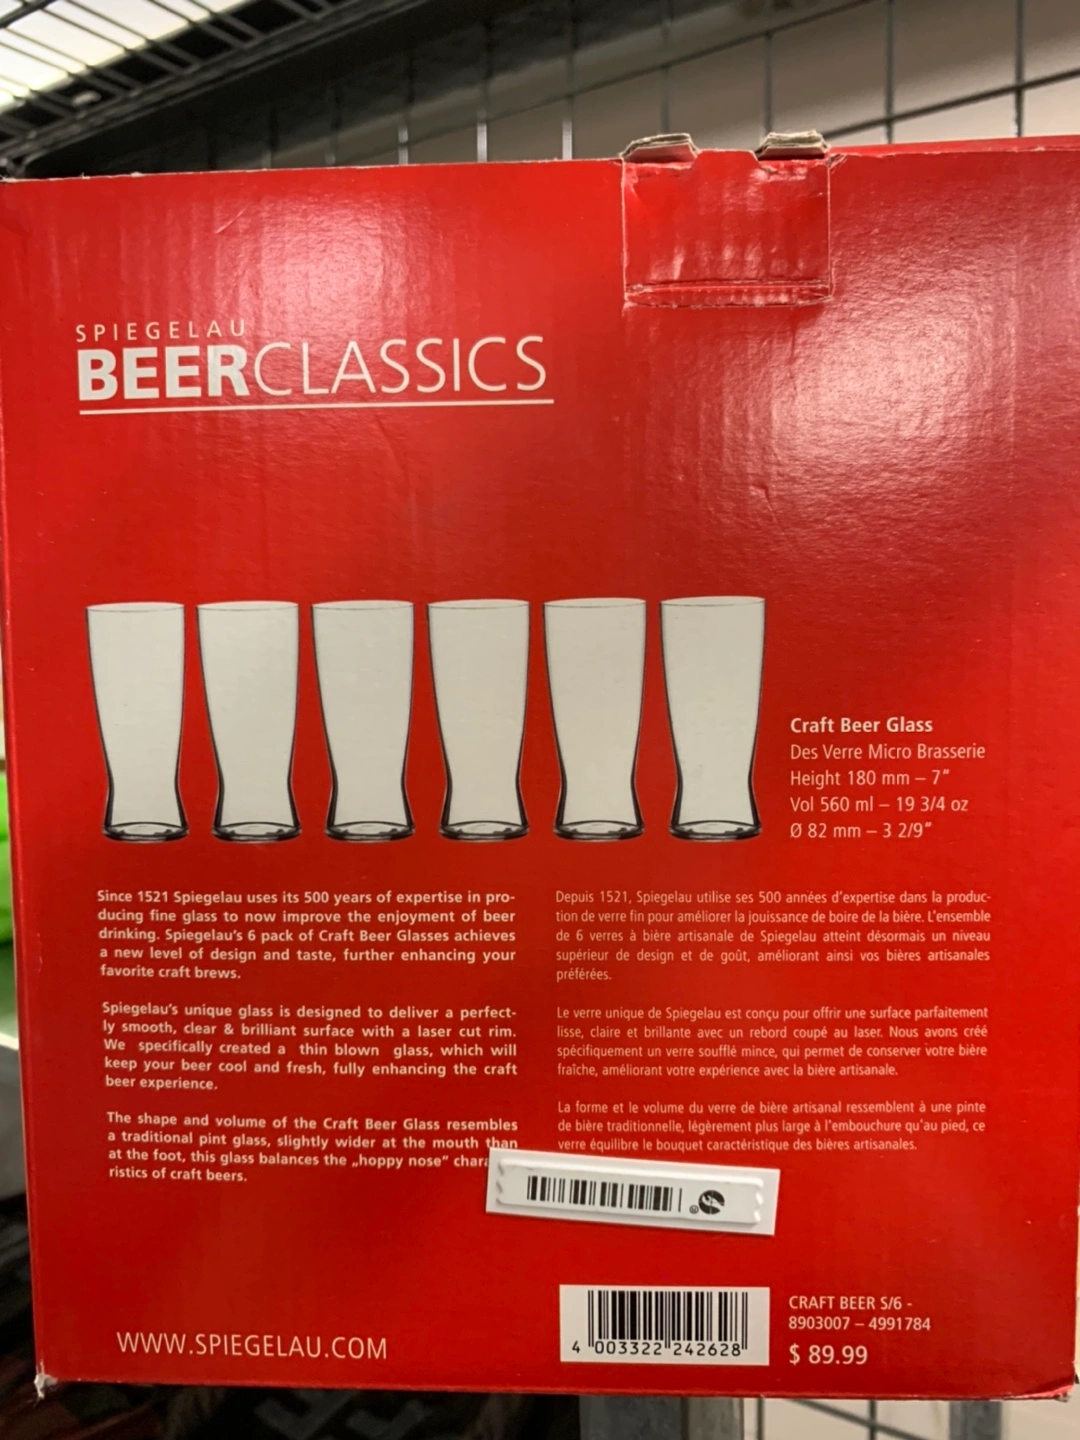 SPIEGELAU
BEERCLASSICS
Craft Beer Glass
Des Verre Micro Brasserie
Height 180 mm – 7"
Vol 560 ml – 19 3/4 oz
Ø 82 mm – 3 2/9"
Since 1521 Spiegelau uses its 500 years of expertise in pro-
ducing fine glass to now improve the enjoyment of beer
drinking. Spiegelau's 6 pack of Craft Beer Glasses achieves
a new level of design and taste, further enhancing your
favorite craft brews.
Spiegelau's unique glass is designed to deliver a perfect-
ly smooth, clear & brilliant surface with a laser cut rim.
We specifically created a thin blown glass, which will
keep your beer cool and fresh, fully enhancing the craft
beer experience.
The shape and volume of the Craft Beer Glass resembles
a traditional pint glass, slightly wider at the mouth than
at the foot, this glass balances the „hoppy nose" chara
ristics of craft beers.
Depuis 1521, Spiegelau utilise ses 500 années d'expertise dans la produc-
tion de verre fin pour améliorer la jouissance de boire de la bière. L'ensemble
de 6 verres à bière artisanale de Spiegelau atteint désormais un niveau
supérieur de design et de goût, améliorant ainsi vos bières artisanales
préférées.
Le verre unique de Spiegelau est conçu pour offrir une surface parfaitement
lisse, claire et brillante avec un rebord coupé au laser. Nous avons créé
spécifiquement un verre soufflé mince, qui permet de conserver votre bière
fraîche, améliorant votre expérience avec la bière artisanale.
La forme et le volume du verre de bière artisanal ressemblent à une pinte
de bière traditionnelle, légèrement plus large à l'embouchure qu'au pied, ce
verre équilibre le bouquet caractéristique des bières artisanales.
®
WWW.SPIEGELAU.COM
4 003322 242628
CRAFT BEER S/6 -
8903007 – 4991784
$ 89.99